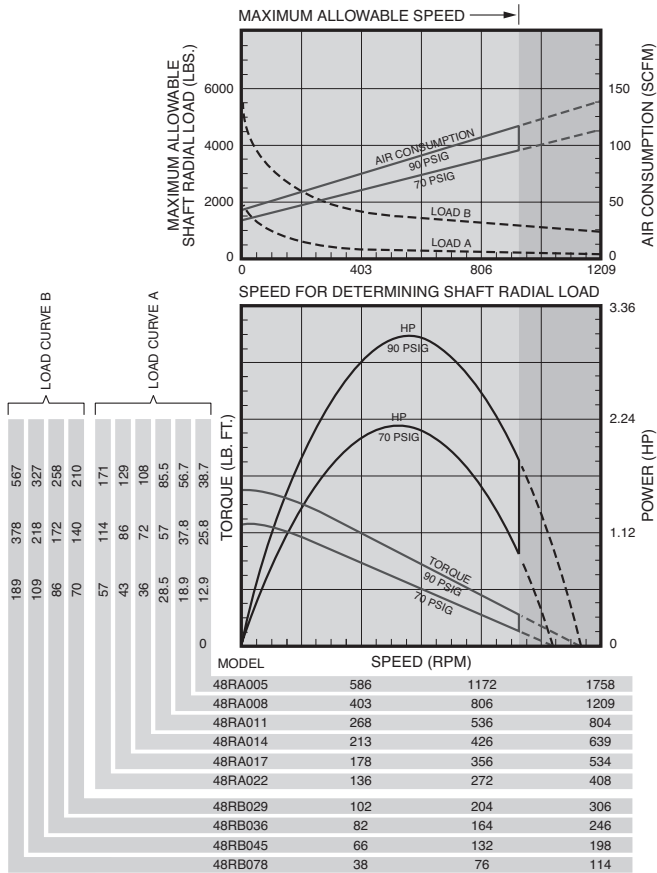 MAXIMUM ALLOWABLE SPEED
MAXIMUM ALLOWABLE
SHAFT RADIAL LOAD (LBS.)
6000
4000
2000
0
150
100
50
0
AIR CONSUMPTION (SCFM)
AIR CONSUMPTION
90 PSIG
70 PSIG
LOAD B
LOAD A
0 403 806 1209
SPEED FOR DETERMINING SHAFT RADIAL LOAD
LOAD CURVE B
LOAD CURVE A
567 327 258 210 171 129 108 85.5 56.7 38.7
378 218 172 140 114 86 72 57 37.8 25.8
189 109 86 70 57 43 36 28.5 18.9 12.9
0
TORQUE (LB. FT.)
HP
90 PSIG
HP
70 PSIG
TORQUE
90 PSIG
70 PSIG
3.36
2.24
1.12
0
POWER (HP)
MODEL SPEED (RPM)
48RA005 586 1172 1758
48RA008 403 806 1209
48RA011 268 536 804
48RA014 213 426 639
48RA017 178 356 534
48RA022 136 272 408
48RB029 102 204 306
48RB036 82 164 246
48RB045 66 132 198
48RB078 38 76 114